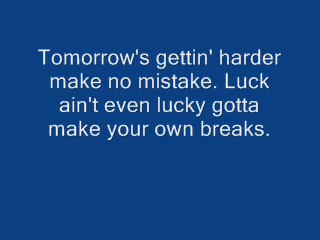 Tomorrow's gettin' harder
make no mistake. Luck
ain't even lucky gotta
make your own breaks.